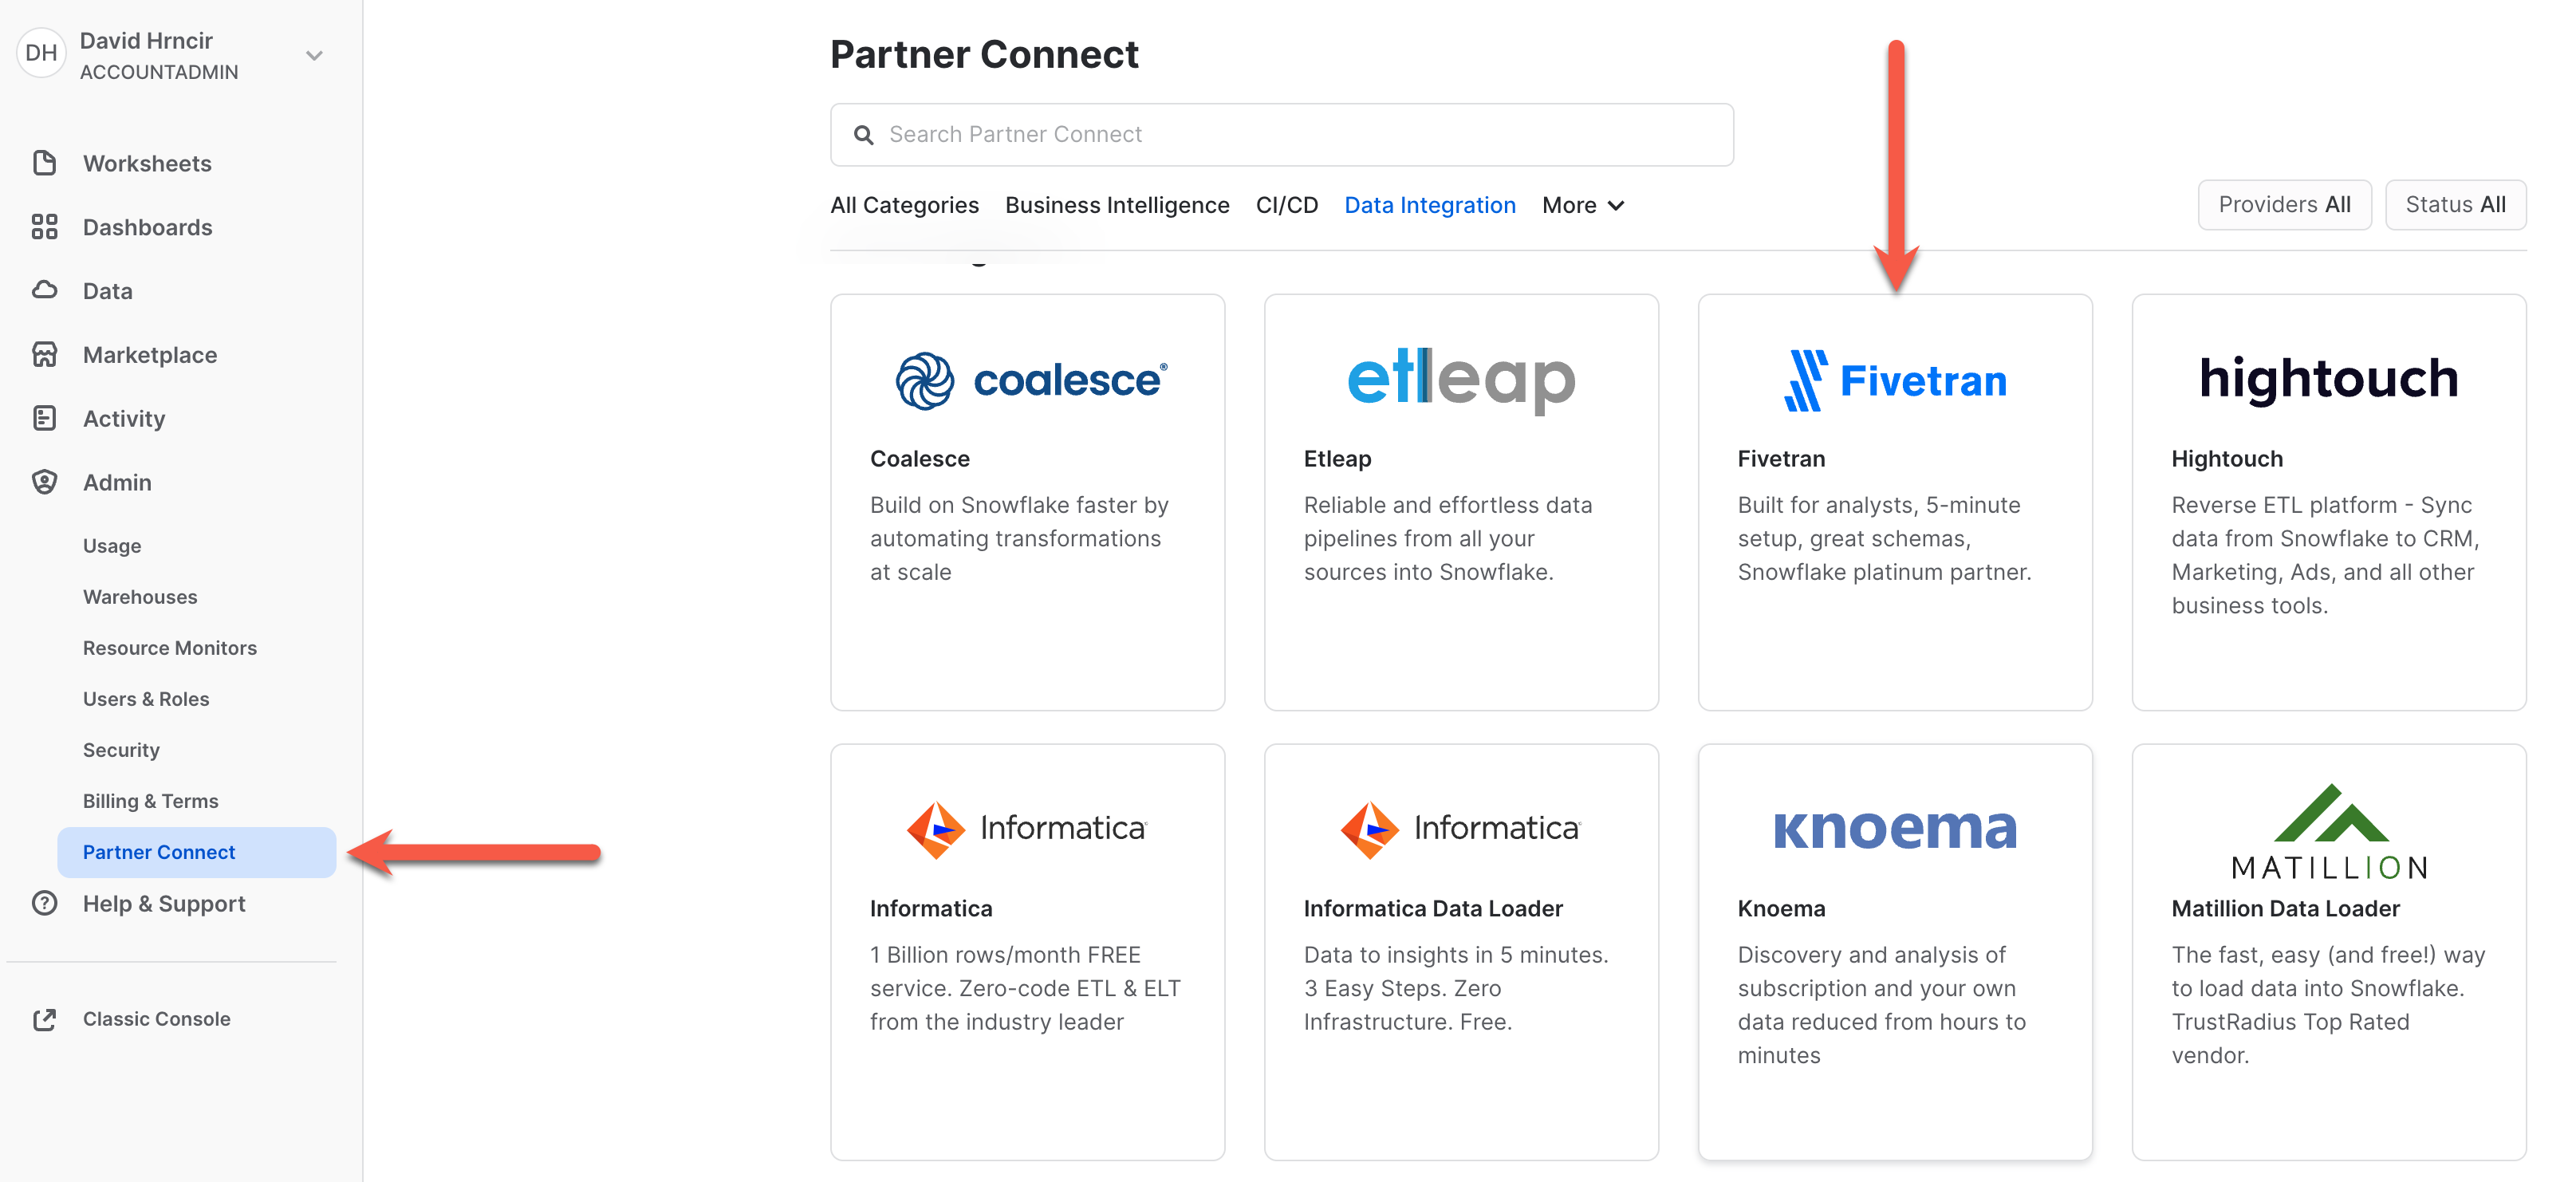 DH
David Hrncir
ACCOUNTADMIN
Worksheets
Dashboards
Data
Marketplace
Activity
Admin
Usage
Warehouses
Resource Monitors
Users & Roles
Security
Billing & Terms
Partner Connect
Help & Support
Classic Console
Partner Connect
Search Partner Connect
All Categories Business Intelligence CI/CD Data Integration More
Providers All Status All
coalesce®
Coalesce
Build on Snowflake faster by
automating transformations
at scale
etleap
Etleap
Reliable and effortless data
pipelines from all your
sources into Snowflake.
Fivetran
Fivetran
Built for analysts, 5-minute
setup, great schemas,
Snowflake platinum partner.
hightouch
Hightouch
Reverse ETL platform - Sync
data from Snowflake to CRM,
Marketing, Ads, and all other
business tools.
Informatica
Informatica
1 Billion rows/month FREE
service. Zero-code ETL & ELT
from the industry leader
Informatica
Informatica Data Loader
Data to insights in 5 minutes.
3 Easy Steps. Zero
Infrastructure. Free.
knoema
Knoema
Discovery and analysis of
subscription and your own
data reduced from hours to
minutes
MATILLION
Matillion Data Loader
The fast, easy (and free!) way
to load data into Snowflake.
TrustRadius Top Rated
vendor.